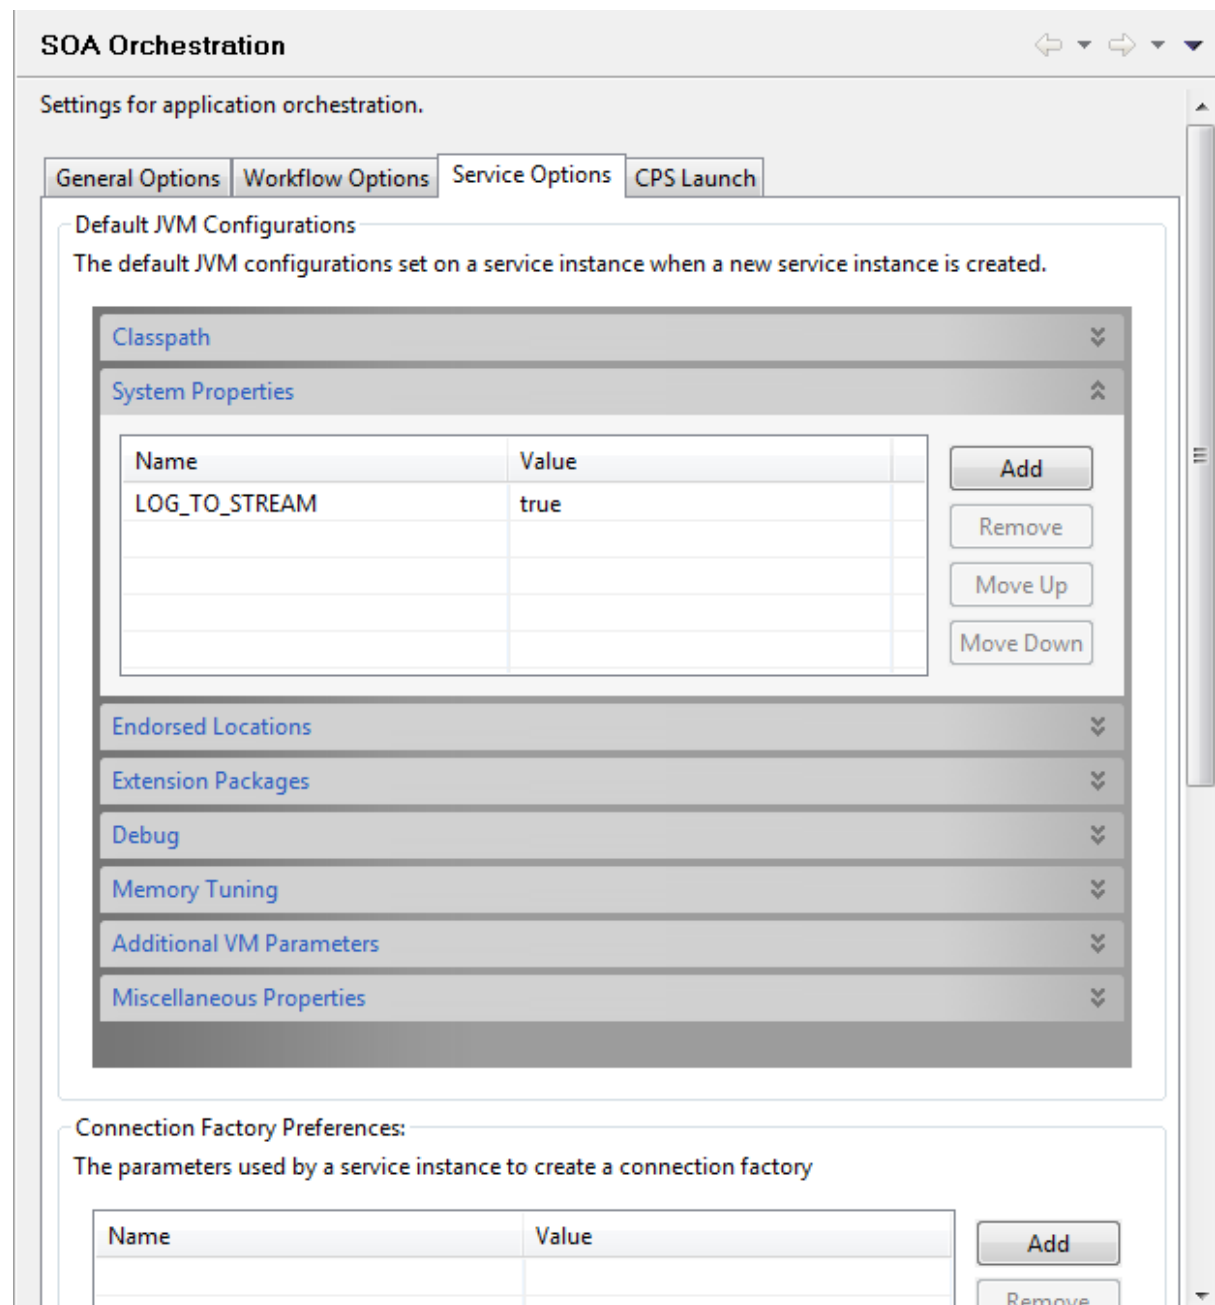 SOA Orchestration
Settings for application orchestration.
General Options Workflow Options Service Options CPS Launch
Default JVM Configurations
The default JVM configurations set on a service instance when a new service instance is created.
Classpath
System Properties
Name Value Add
LOG_TO_STREAM true
Remove
Move Up
Move Down
Endorsed Locations
Extension Packages
Debug
Memory Tuning
Additional VM Parameters
Miscellaneous Properties
Connection Factory Preferences:
The parameters used by a service instance to create a connection factory
Name Value Add
Remove